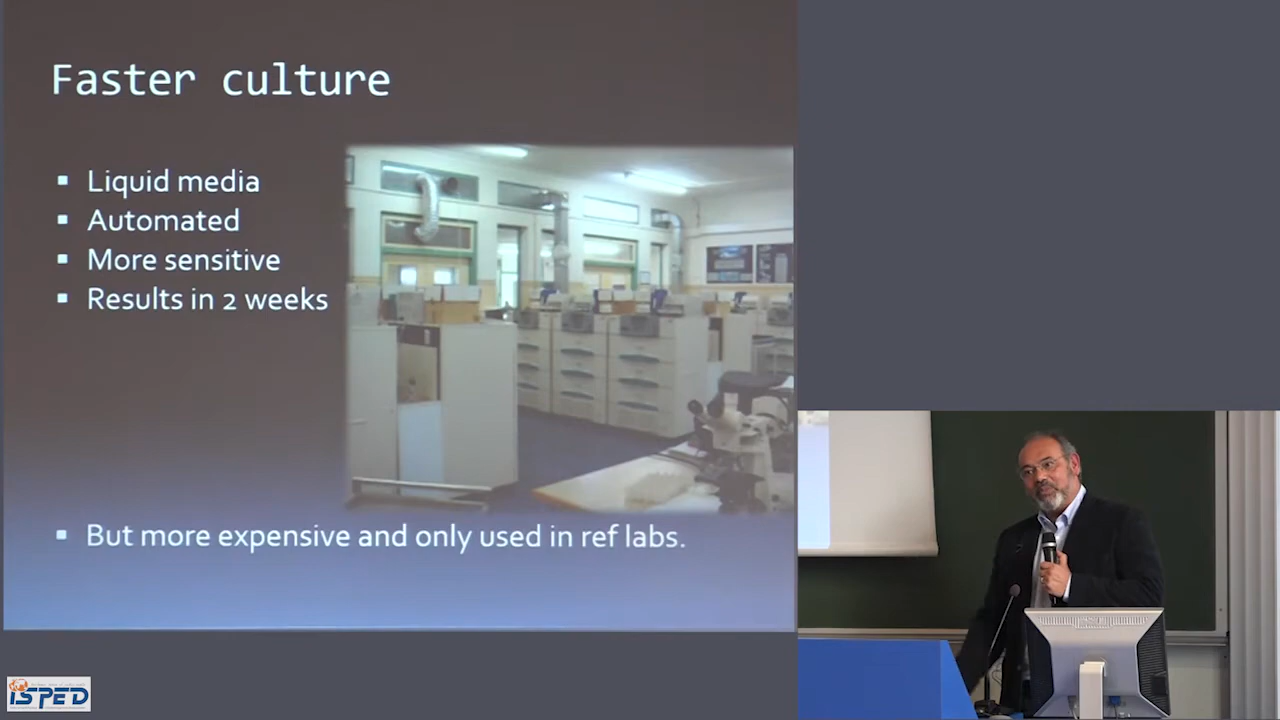 Faster culture
▪ Liquid media
▪ Automated
▪ More sensitive
▪ Results in 2 weeks
▪ But more expensive and only used in ref labs.
ISPED